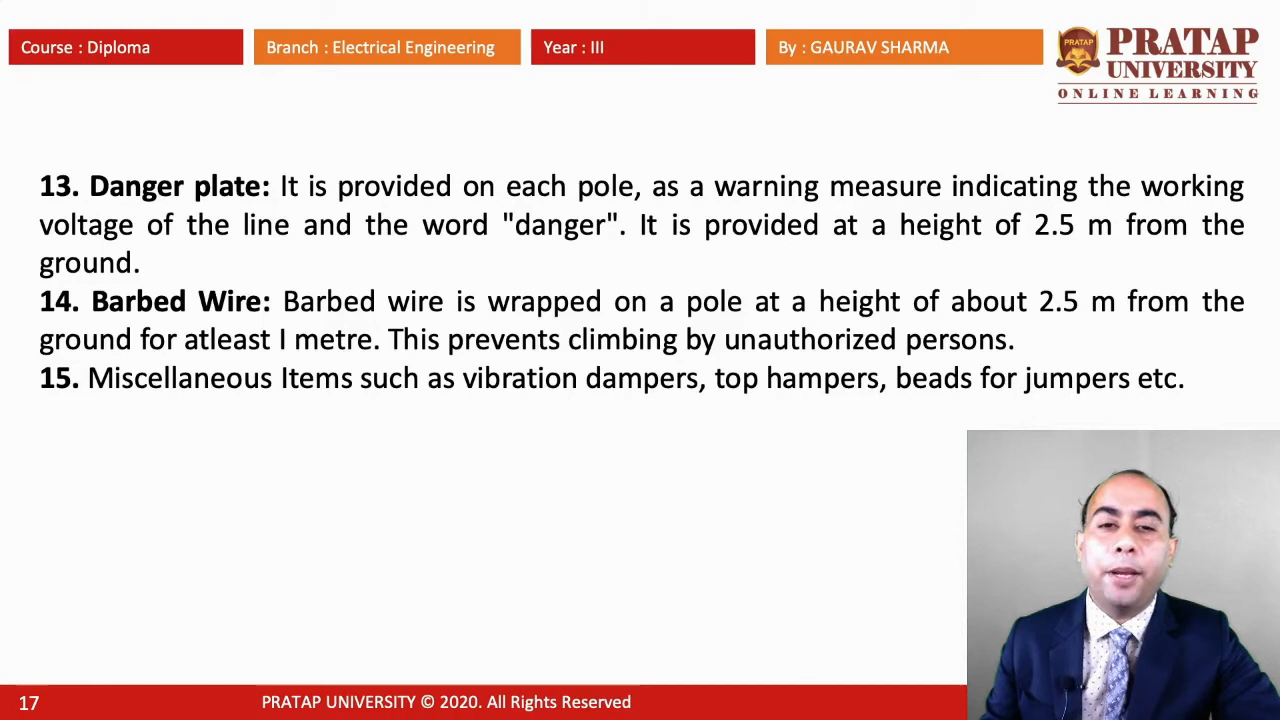 Course : Diploma
Branch : Electrical Engineering
Year : III
By : GAURAV SHARMA
PRATAP
PRATAP
UNIVERSITY
ONLINE LEARNING
13. Danger plate: It is provided on each pole, as a warning measure indicating the working
voltage of the line and the word "danger". It is provided at a height of 2.5 m from the
ground.
14. Barbed Wire: Barbed wire is wrapped on a pole at a height of about 2.5 m from the
ground for atleast I metre. This prevents climbing by unauthorized persons.
15. Miscellaneous Items such as vibration dampers, top hampers, beads for jumpers etc.
17
PRATAP UNIVERSITY © 2020. All Rights Reserved